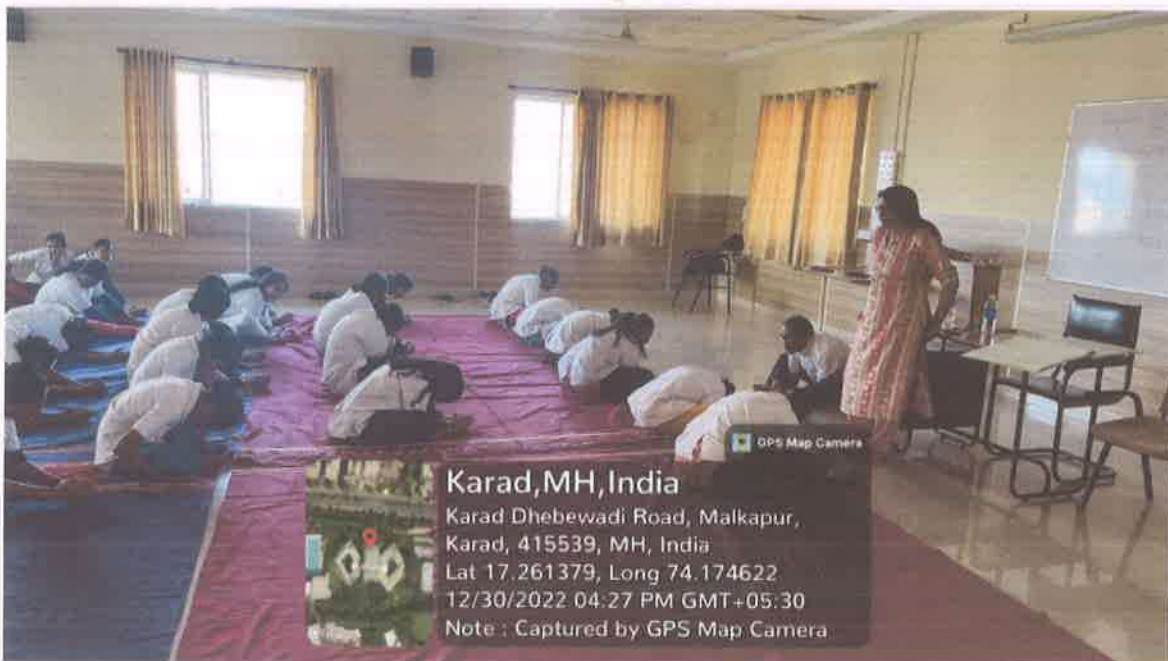 GPS Map Camera
Karad,MH,India
Karad Dhebewadi Road, Malkapur,
Karad, 415539, MH, India
Lat 17.261379, Long 74.174622
12/30/2022 04:27 PM GMT+05:30
Note : Captured by GPS Map Camera